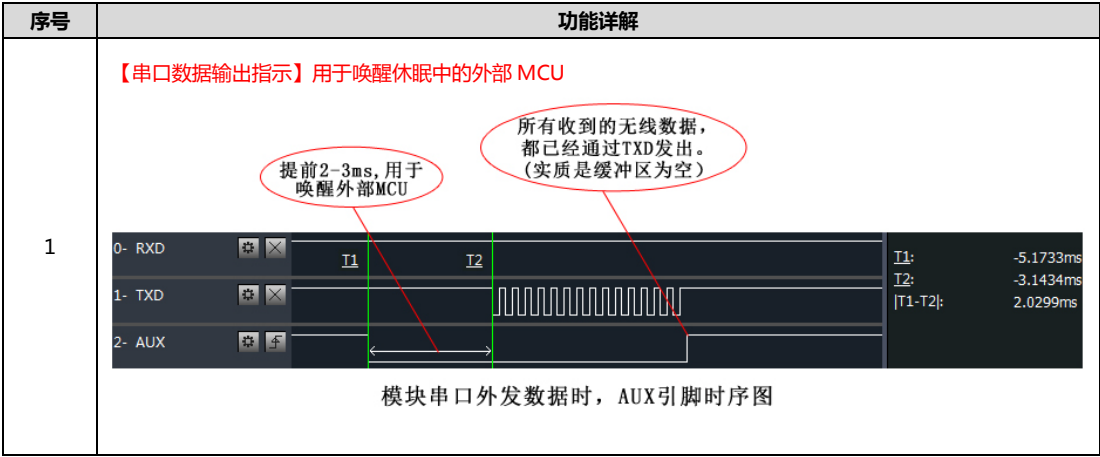 序号
功能详解
1
【串口数据输出指示】用于唤醒休眠中的外部 MCU
所有收到的无线数据，
都已经通过TXD发出。
(实质是缓冲区为空)
提前2-3ms,用于
唤醒外部MCU
0- RXD
T1
T2
T1:
-5.1733ms
T2:
-3.1434ms
|T1-T2|:
2.0299ms
1- TXD
2- AUX
模块串口外发数据时，AUX引脚时序图